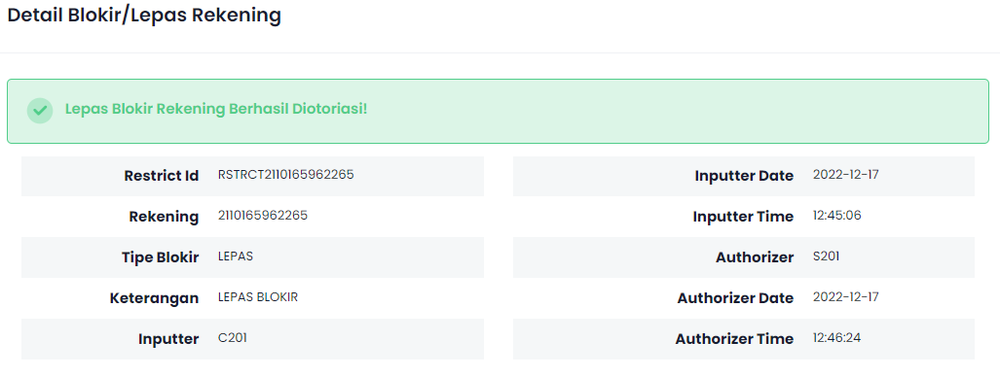 Detail Blokir/Lepas Rekening
Lepas Blokir Rekening Berhasil Diotoriasi!
Restrict Id RSTRCT2110165962265
Rekening 2110165962265
Tipe Blokir LEPAS
Keterangan LEPAS BLOKIR
Inputter C201
Inputter Date 2022-12-17
Inputter Time 12:45:06
Authorizer S201
Authorizer Date 2022-12-17
Authorizer Time 12:46:24